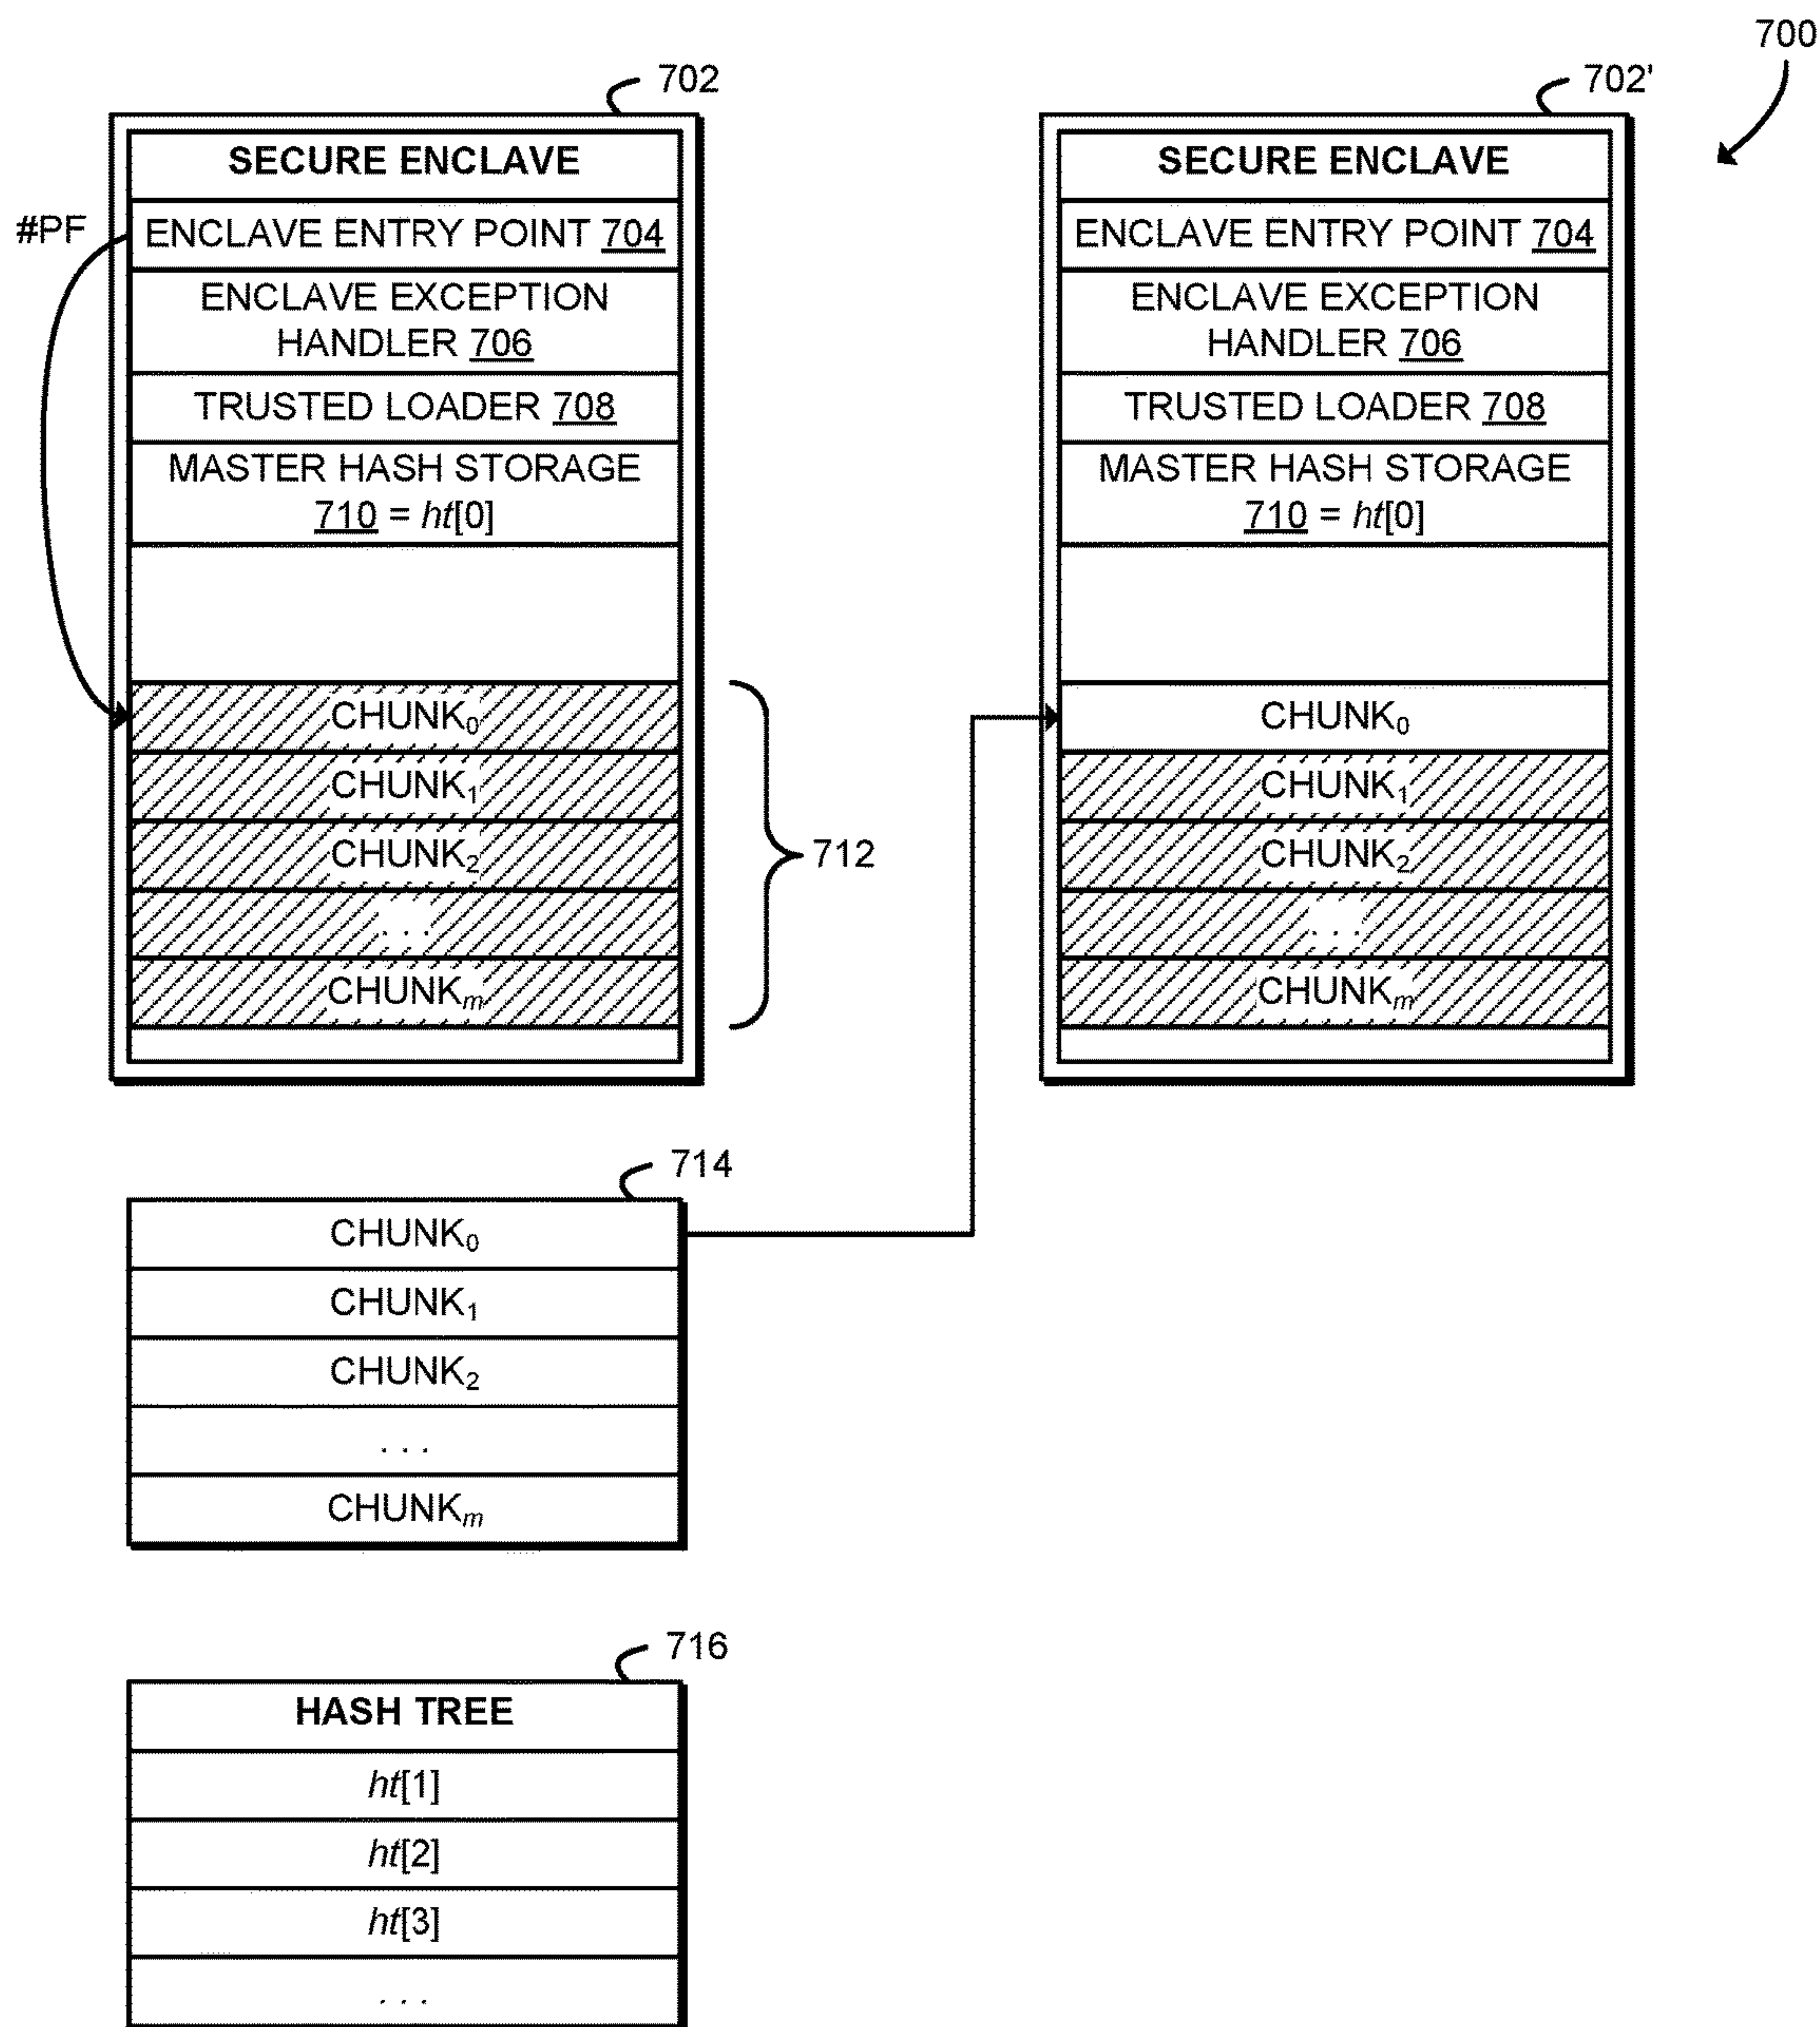 700
702
SECURE ENCLAVE
#PF
ENCLAVE ENTRY POINT 704
ENCLAVE EXCEPTION
HANDLER 706
TRUSTED LOADER 708
MASTER HASH STORAGE
710 = ht[0]
CHUNK₀
CHUNK₁
CHUNK₂
. . .
CHUNKₘ
712
702'
SECURE ENCLAVE
ENCLAVE ENTRY POINT 704
ENCLAVE EXCEPTION
HANDLER 706
TRUSTED LOADER 708
MASTER HASH STORAGE
710 = ht[0]
CHUNK₀
CHUNK₁
CHUNK₂
. . .
CHUNKₘ
714
CHUNK₀
CHUNK₁
CHUNK₂
. . .
CHUNKₘ
716
HASH TREE
ht[1]
ht[2]
ht[3]
. . .